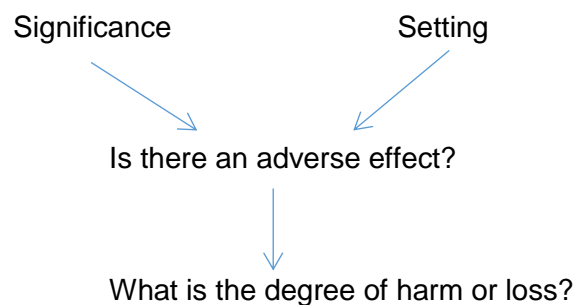 Significance Setting
Is there an adverse effect?
What is the degree of harm or loss?